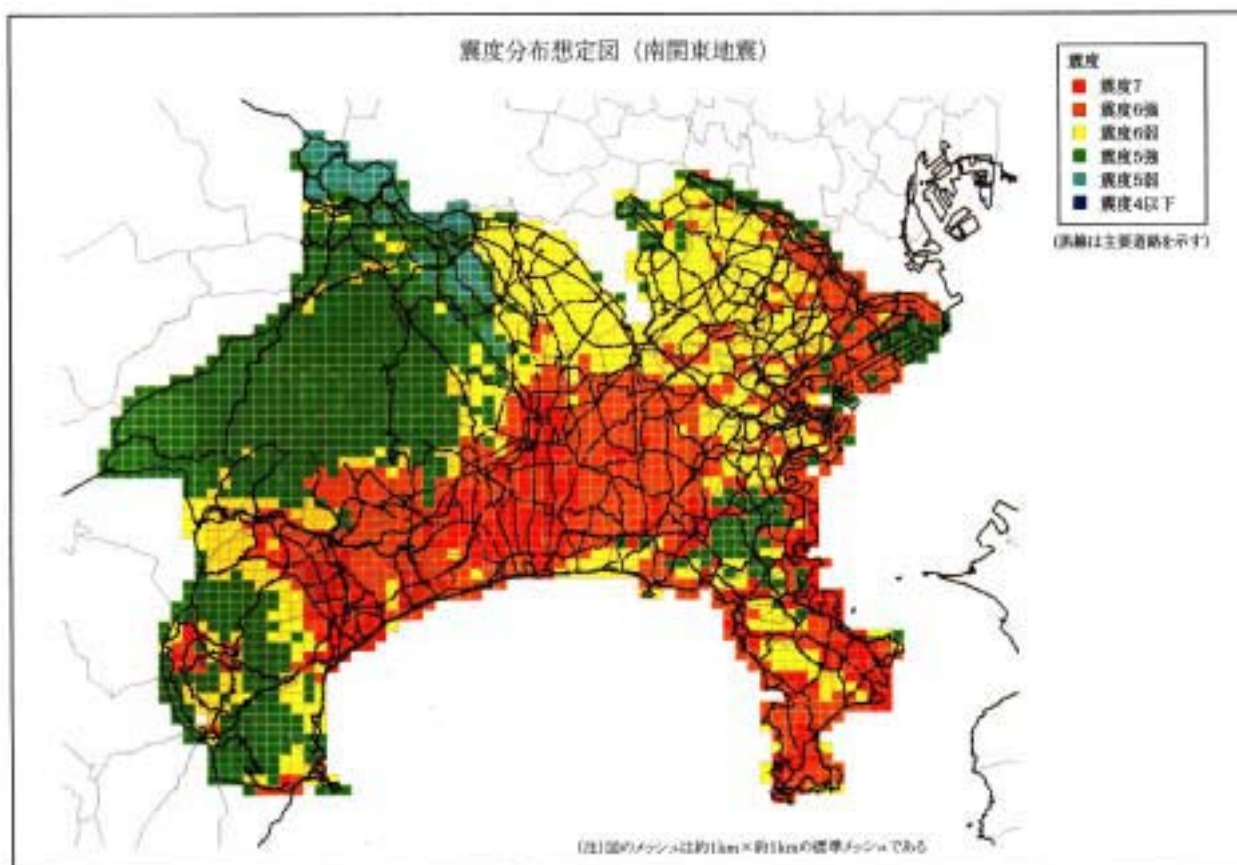 震度分布想定図（南関東地震）
震度
震度7
震度6強
震度6弱
震度5強
震度5弱
震度4以下
(黒線は主要道路を示す)
(注)図のメッシュは約1km×約1kmの標準メッシュである